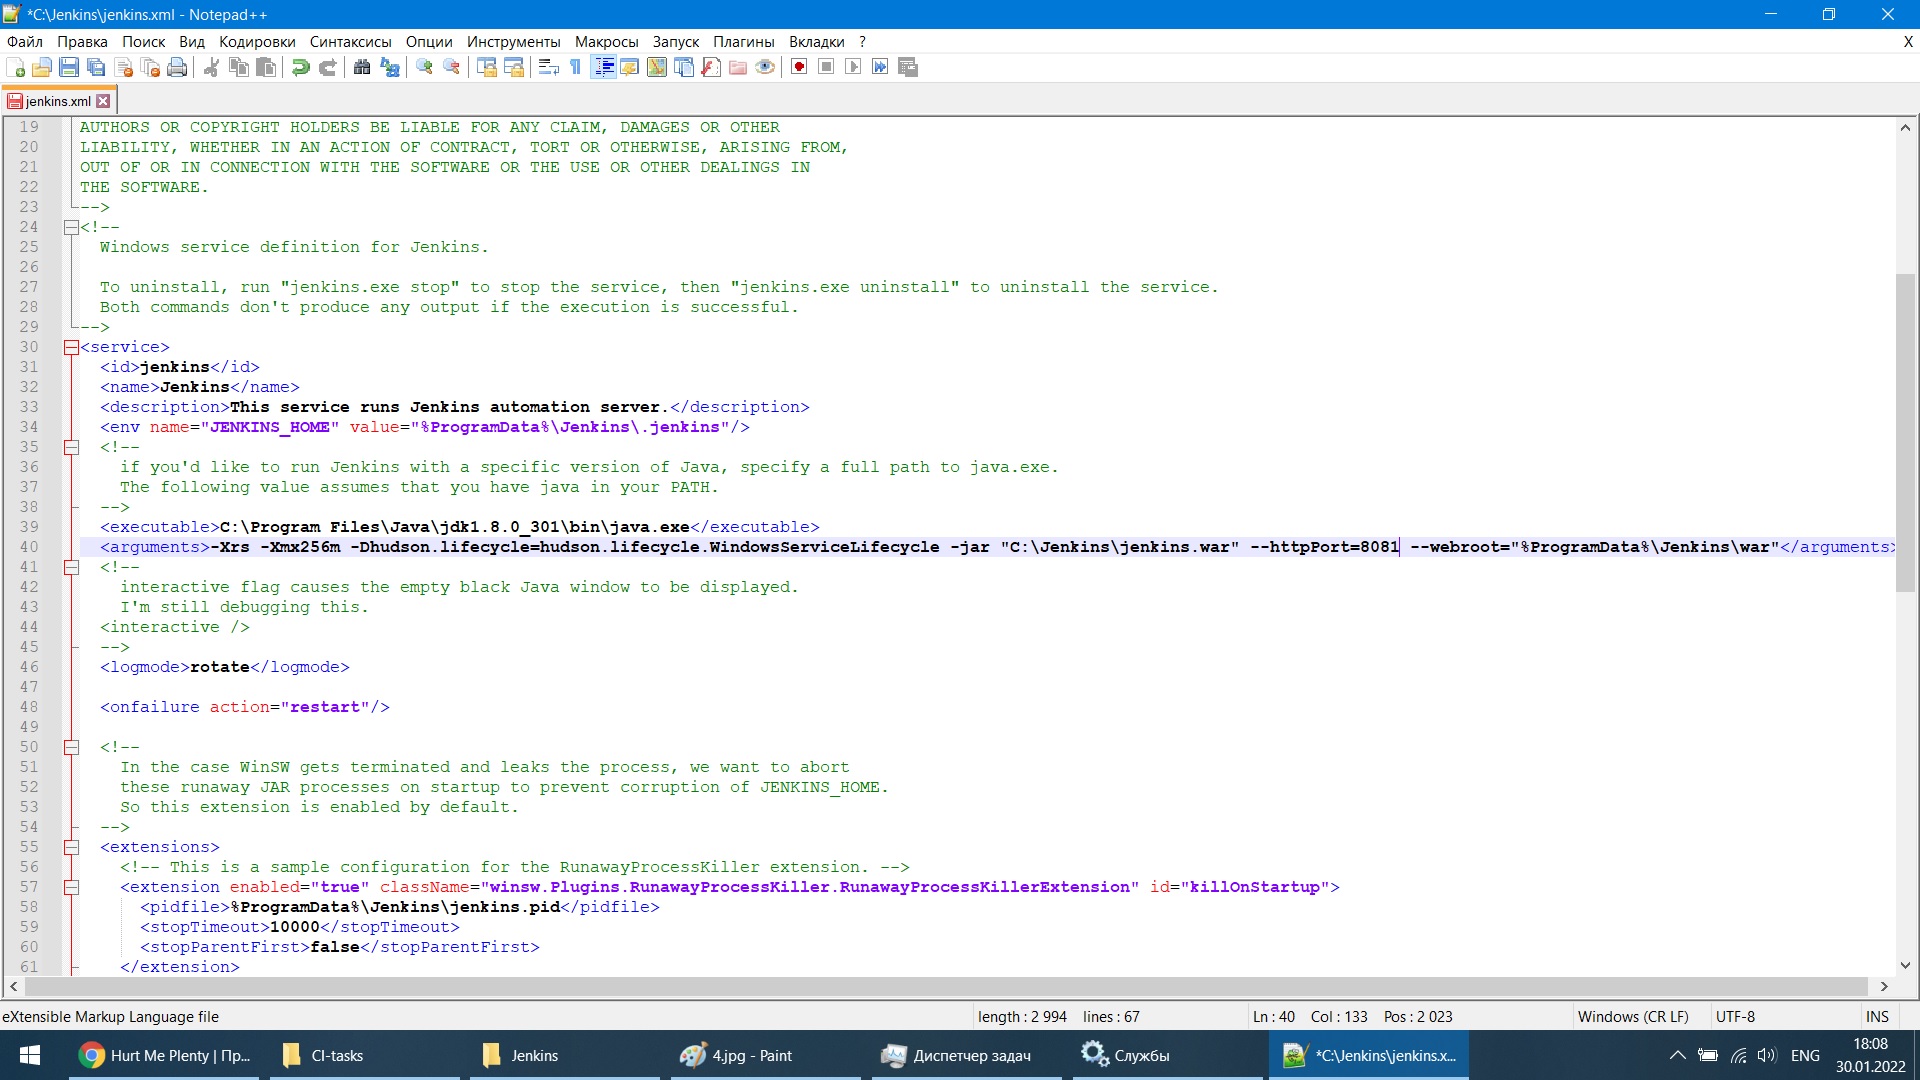 *C:\Jenkins\jenkins.xml - Notepad++
Файл Правка Поиск Вид Кодировки Синтаксисы Опции Инструменты Макросы Запуск Плагины Вкладки ? X
jenkins.xml
19 AUTHORS OR COPYRIGHT HOLDERS BE LIABLE FOR ANY CLAIM, DAMAGES OR OTHER
20 LIABILITY, WHETHER IN AN ACTION OF CONTRACT, TORT OR OTHERWISE, ARISING FROM,
21 OUT OF OR IN CONNECTION WITH THE SOFTWARE OR THE USE OR OTHER DEALINGS IN
22 THE SOFTWARE.
23 -->
24 <!--
25 Windows service definition for Jenkins.
26
27 To uninstall, run "jenkins.exe stop" to stop the service, then "jenkins.exe uninstall" to uninstall the service.
28 Both commands don't produce any output if the execution is successful.
29 -->
30 <service>
31 <id>jenkins</id>
32 <name>Jenkins</name>
33 <description>This service runs Jenkins automation server.</description>
34 <env name="JENKINS_HOME" value="%ProgramData%\Jenkins\.jenkins"/>
35 <!--
36 if you'd like to run Jenkins with a specific version of Java, specify a full path to java.exe.
37 The following value assumes that you have java in your PATH.
38 -->
39 <executable>C:\Program Files\Java\jdk1.8.0_301\bin\java.exe</executable>
40 <arguments>-Xrs -Xmx256m -Dhudson.lifecycle=hudson.lifecycle.WindowsServiceLifecycle -jar "C:\Jenkins\jenkins.war" --httpPort=8081 --webroot="%ProgramData%\Jenkins\war"</arguments>
41 <!--
42 interactive flag causes the empty black Java window to be displayed.
43 I'm still debugging this.
44 <interactive />
45 -->
46 <logmode>rotate</logmode>
47
48 <onfailure action="restart"/>
49
50 <!--
51 In the case WinSW gets terminated and leaks the process, we want to abort
52 these runaway JAR processes on startup to prevent corruption of JENKINS_HOME.
53 So this extension is enabled by default.
54 -->
55 <extensions>
56 <!-- This is a sample configuration for the RunawayProcessKiller extension. -->
57 <extension enabled="true" className="winsw.Plugins.RunawayProcessKiller.RunawayProcessKillerExtension" id="killOnStartup">
58 <pidfile>%ProgramData%\Jenkins\jenkins.pid</pidfile>
59 <stopTimeout>10000</stopTimeout>
60 <stopParentFirst>false</stopParentFirst>
61 </extension>
eXtensible Markup Language file length : 2 994 lines : 67 Ln : 40 Col : 133 Pos : 2 023 Windows (CR LF) UTF-8 INS
Hurt Me Plenty | Пр... CI-tasks Jenkins 4.jpg - Paint Диспетчер задач Службы *C:\Jenkins\jenkins.x... ENG 18:08
30.01.2022